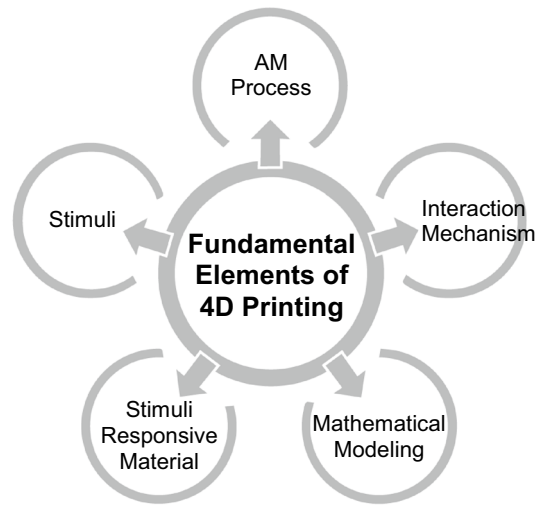 AM
Process
Interaction
Mechanism
Stimuli
Fundamental
Elements of
4D Printing
Stimuli
Responsive
Material
Mathematical
Modeling